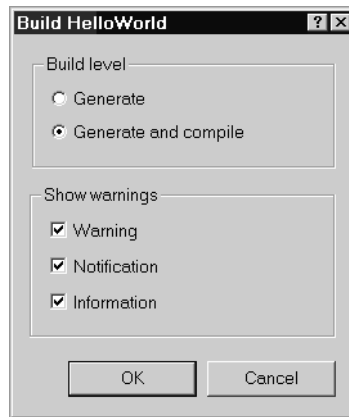 Build HelloWorld ? ×
Build level
Generate
Generate and compile
Show warnings
Warning
Notification
Information
OK Cancel